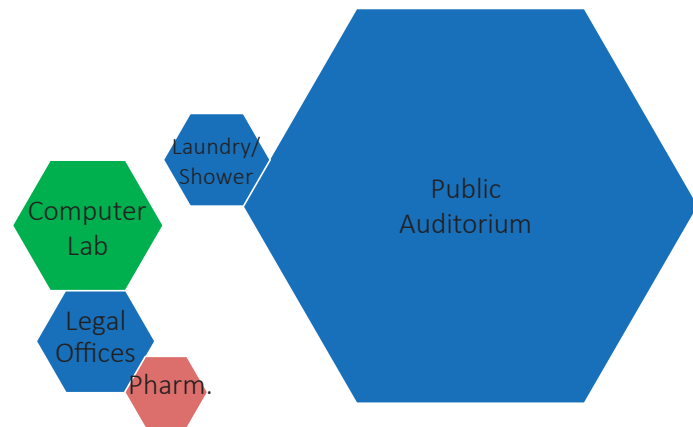 Laundry/
Shower
Public
Auditorium
Computer
Lab
Legal
Offices
Pharm.